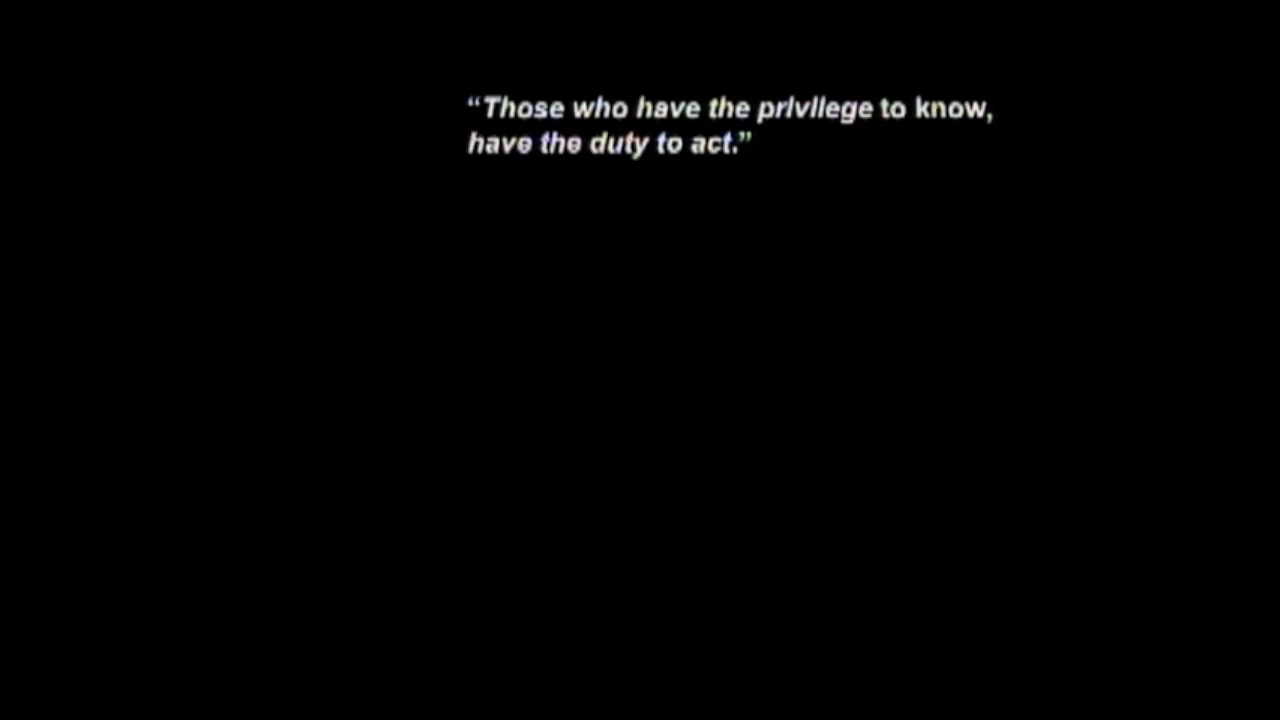 “Those who have the privilege to know,
have the duty to act.”